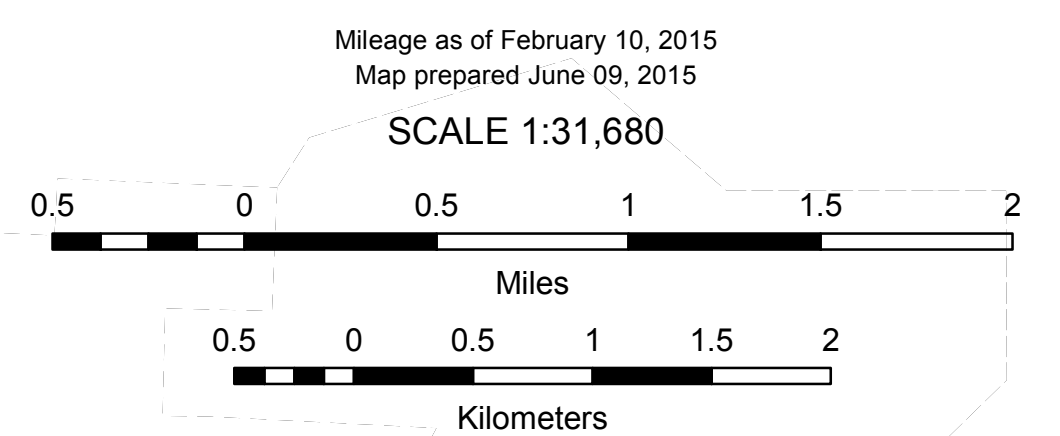 Mileage as of February 10, 2015
Map prepared June 09, 2015
SCALE 1:31,680
0.5 0 0.5 1 1.5 2
Miles
0.5 0 0.5 1 1.5 2
Kilometers